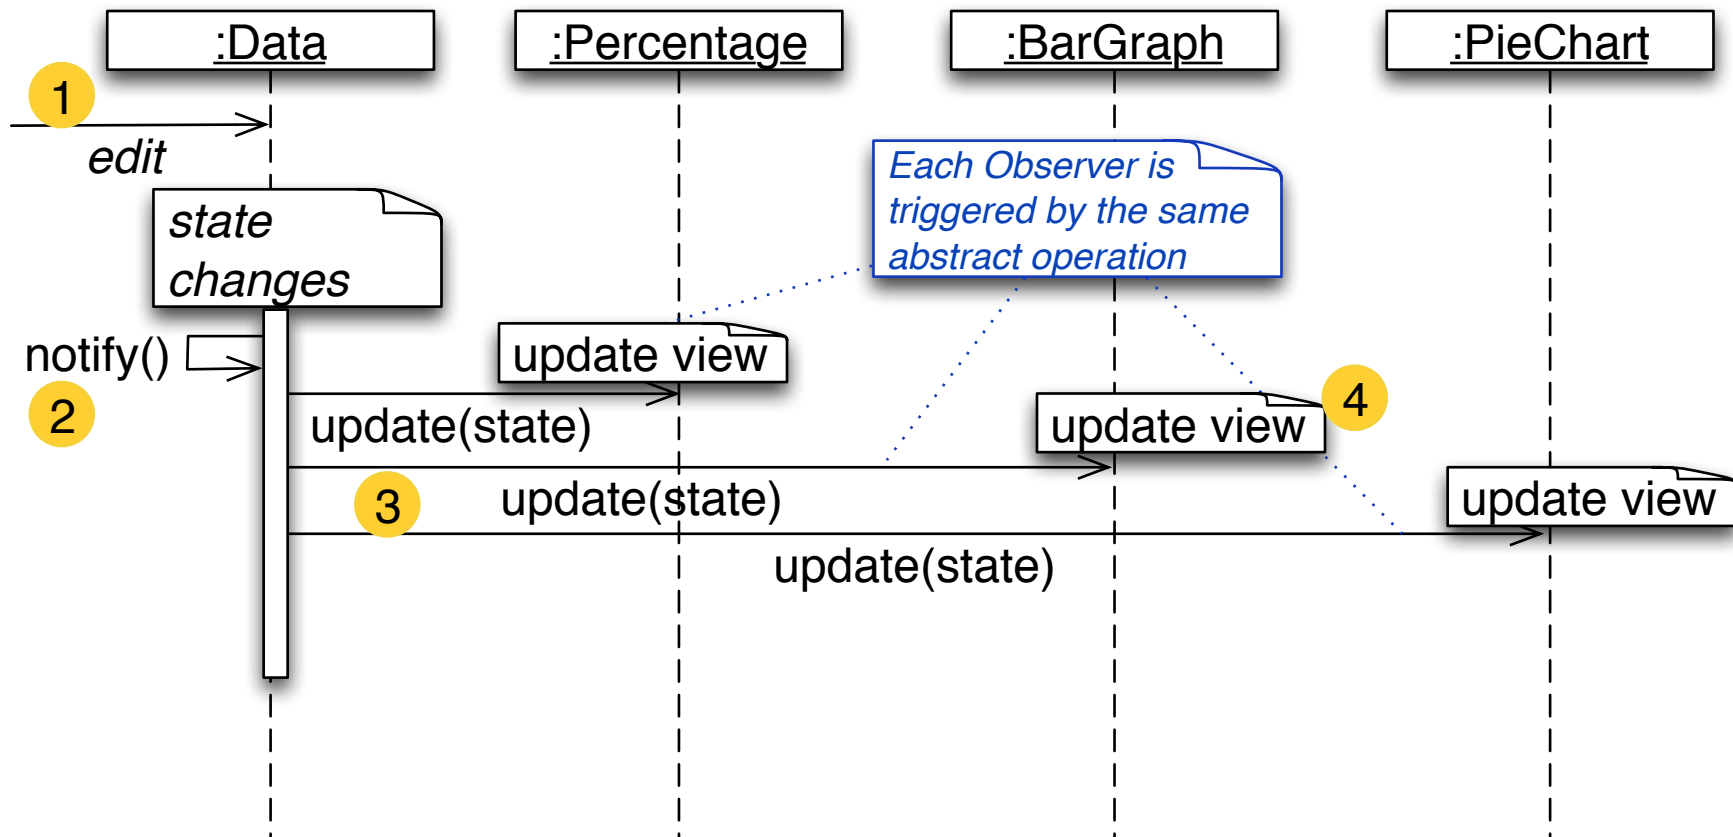 :Data
:Percentage
:BarGraph
:PieChart
1
edit
Each Observer is
triggered by the same
abstract operation
state
changes
notify()
2
update view
update(state)
4
update view
3
update(state)
update view
update(state)